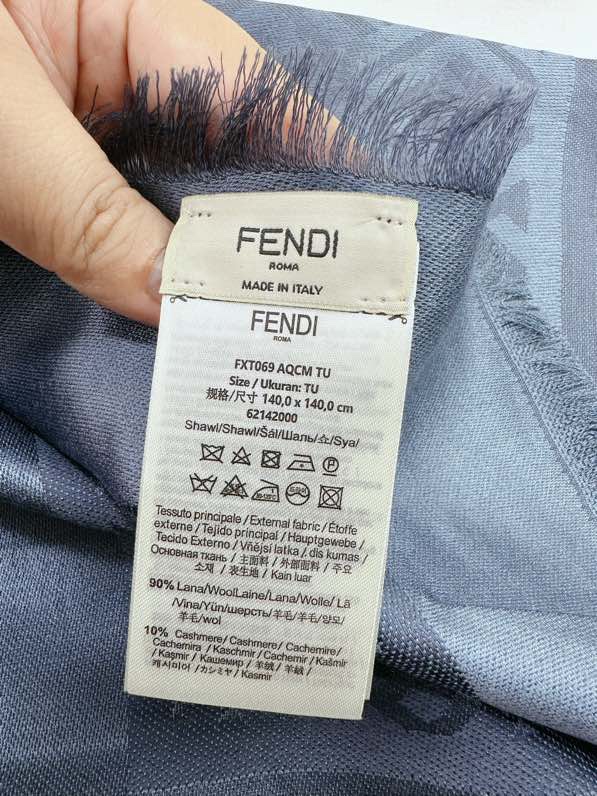 FENDI
ROMA
MADE IN ITALY
FENDI
ROMA
FXT069 AQCM TU
Size / Ukuran: TU
规格/尺寸 140,0 x 140,0 cm
62142000
Shawl/Shawl/Šāl/Шаль/쇼/Sya/
Tessuto principale / External fabric / Étoffe
externe / Tejido principal / Hauptgewebe /
Tecido Externo / Vňějsí latka / dis kumas /
Основная ткань / 主面料 / 外部面料 / 주요
소재 / 表生地 / Kain luar
90% Lana/Wool/Laine/Lana/Wolle/ Lã
/Vlna/Yün/шерсть/羊毛/羊毛/양모/
羊毛/wol
10% Cashmere / Cashmere / Cachemire /
Cachemira / Kaschmir / Cachemir / Kašmír
/ Kaşmir / Кашемир / 羊绒 / 羊絨 /
캐시미어 / カシミヤ / Kasmir